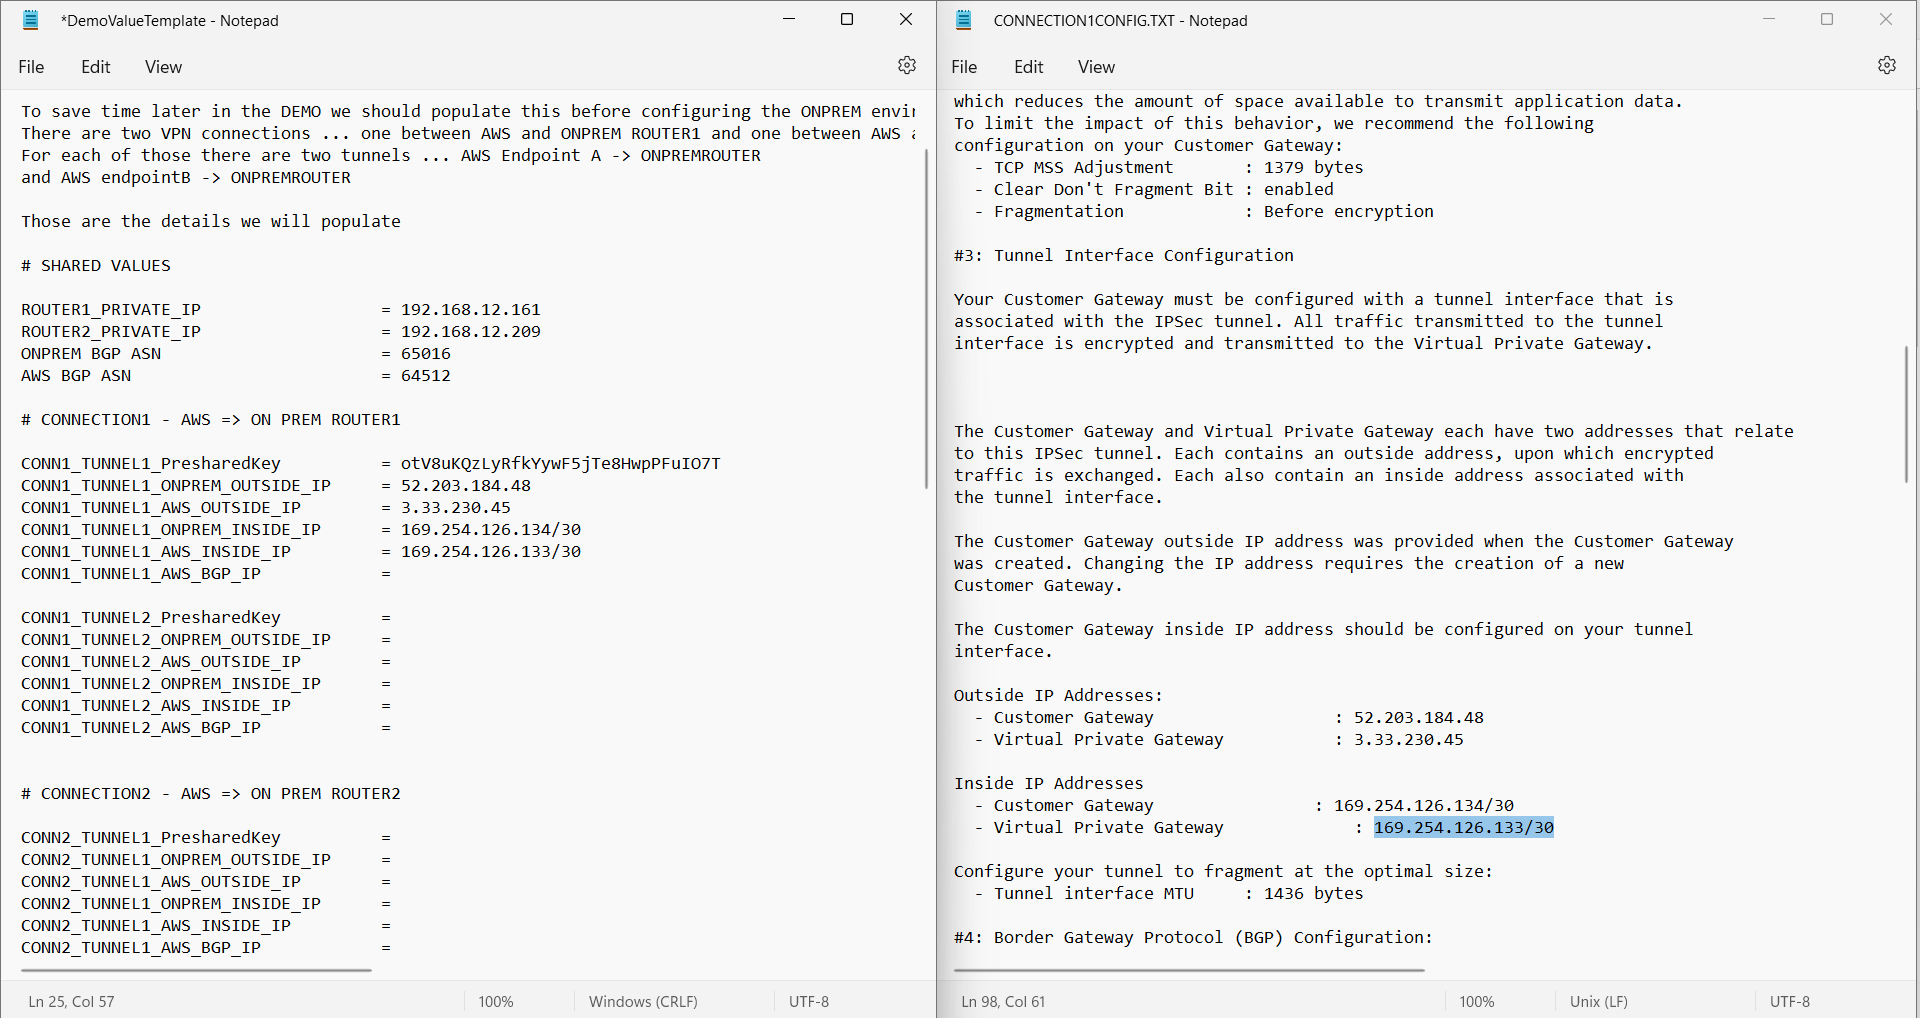 *DemoValueTemplate - Notepad
File Edit View
To save time later in the DEMO we should populate this before configuring the ONPREM
There are two VPN connections ... one between AWS and ONPREM ROUTER1 and one between AWS
For each of those there are two tunnels ... AWS Endpoint A -> ONPREMROUTER
and AWS endpointB -> ONPREMROUTER
Those are the details we will populate
# SHARED VALUES
ROUTER1_PRIVATE_IP = 192.168.12.161
ROUTER2_PRIVATE_IP = 192.168.12.209
ONPREM BGP ASN = 65016
AWS BGP ASN = 64512
# CONNECTION1 - AWS => ON PREM ROUTER1
CONN1_TUNNEL1_PresharedKey = otV8uKQzLyRfkYywF5jTe8HwpPFuIO7T
CONN1_TUNNEL1_ONPREM_OUTSIDE_IP = 52.203.184.48
CONN1_TUNNEL1_AWS_OUTSIDE_IP = 3.33.230.45
CONN1_TUNNEL1_ONPREM_INSIDE_IP = 169.254.126.134/30
CONN1_TUNNEL1_AWS_INSIDE_IP = 169.254.126.133/30
CONN1_TUNNEL1_AWS_BGP_IP =
CONN1_TUNNEL2_PresharedKey =
CONN1_TUNNEL2_ONPREM_OUTSIDE_IP =
CONN1_TUNNEL2_AWS_OUTSIDE_IP =
CONN1_TUNNEL2_ONPREM_INSIDE_IP =
CONN1_TUNNEL2_AWS_INSIDE_IP =
CONN1_TUNNEL2_AWS_BGP_IP =
# CONNECTION2 - AWS => ON PREM ROUTER2
CONN2_TUNNEL1_PresharedKey =
CONN2_TUNNEL1_ONPREM_OUTSIDE_IP =
CONN2_TUNNEL1_AWS_OUTSIDE_IP =
CONN2_TUNNEL1_ONPREM_INSIDE_IP =
CONN2_TUNNEL1_AWS_INSIDE_IP =
CONN2_TUNNEL1_AWS_BGP_IP =
Ln 25, Col 57 100% Windows (CRLF) UTF-8
CONNECTION1CONFIG.TXT - Notepad
File Edit View
which reduces the amount of space available to transmit application data.
To limit the impact of this behavior, we recommend the following
configuration on your Customer Gateway:
- TCP MSS Adjustment : 1379 bytes
- Clear Don't Fragment Bit : enabled
- Fragmentation : Before encryption
#3: Tunnel Interface Configuration
Your Customer Gateway must be configured with a tunnel interface that is
associated with the IPSec tunnel. All traffic transmitted to the tunnel
interface is encrypted and transmitted to the Virtual Private Gateway.
The Customer Gateway and Virtual Private Gateway each have two addresses that relate
to this IPSec tunnel. Each contains an outside address, upon which encrypted
traffic is exchanged. Each also contain an inside address associated with
the tunnel interface.
The Customer Gateway outside IP address was provided when the Customer Gateway
was created. Changing the IP address requires the creation of a new
Customer Gateway.
The Customer Gateway inside IP address should be configured on your tunnel
interface.
Outside IP Addresses:
- Customer Gateway : 52.203.184.48
- Virtual Private Gateway : 3.33.230.45
Inside IP Addresses
- Customer Gateway : 169.254.126.134/30
- Virtual Private Gateway : 169.254.126.133/30
Configure your tunnel to fragment at the optimal size:
- Tunnel interface MTU : 1436 bytes
#4: Border Gateway Protocol (BGP) Configuration:
Ln 98, Col 61 100% Unix (LF) UTF-8